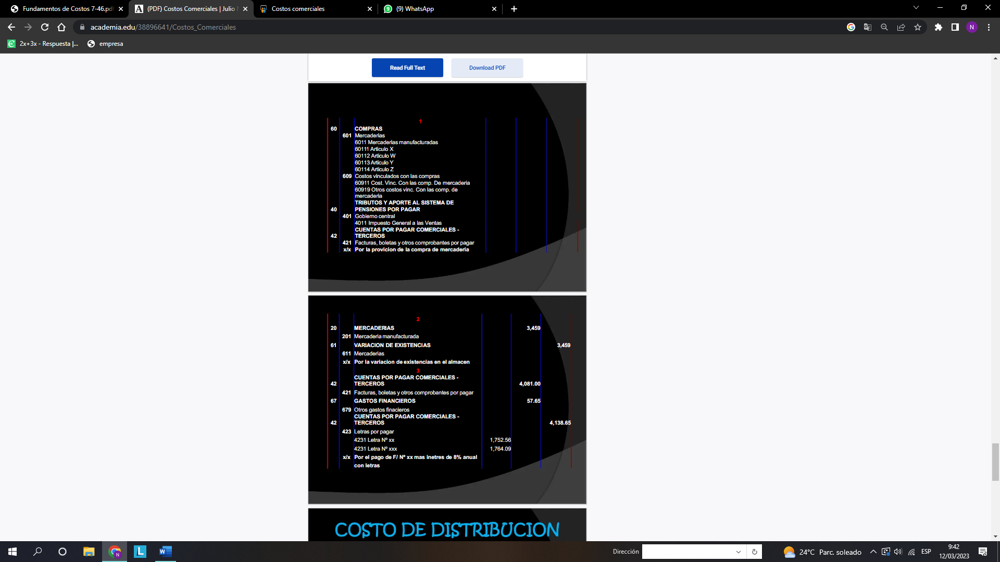 Fundamentos de Costos 7-46.pdf
(PDF) Costos Comerciales | Julio
Costos comerciales
(9) WhatsApp
academia.edu/38896641/Costos_Comerciales
2x+3x - Respuesta |...
empresa
Read Full Text
Download PDF
1
60 COMPRAS
601 Mercaderias
6011 Mercaderias manufacturadas
60111 Articulo X
60112 Articulo W
60113 Articulo Y
60114 Articulo Z
609 Costos vinculados con las compras
60911 Cost. Vinc. Con las comp. De mercaderia
60919 Otros costos vinc. Con las comp. de
mercaderia
TRIBUTOS Y APORTE AL SISTEMA DE
40 PENSIONES POR PAGAR
401 Gobierno central
4011 Impuesto General a las Ventas
CUENTAS POR PAGAR COMERCIALES -
42 TERCEROS
421 Facturas, boletas y otros comprobantes por pagar
x/x Por la provicion de la compra de mercaderia
2
20 MERCADERIAS 3,459
201 Mercaderia manufacturada
61 VARIACION DE EXISTENCIAS 3,459
611 Mercaderias
x/x Por la variacion de existencias en el almacen
3
CUENTAS POR PAGAR COMERCIALES -
42 TERCEROS 4,081.00
421 Facturas, boletas y otros comprobantes por pagar
67 GASTOS FINANCIEROS 57.65
679 Otros gastos finacieros
CUENTAS POR PAGAR COMERCIALES -
42 TERCEROS 4,138.65
423 Letras por pagar
4231 Letra Nº xx 1,752.56
4231 Letra Nº xxx 1,764.09
x/x Por el pago de F/ Nº xx mas inetres de 8% anual
con letras
COSTO DE DISTRIBUCION
Dirección
24°C Parc. soleado
ESP
9:42
12/03/2023